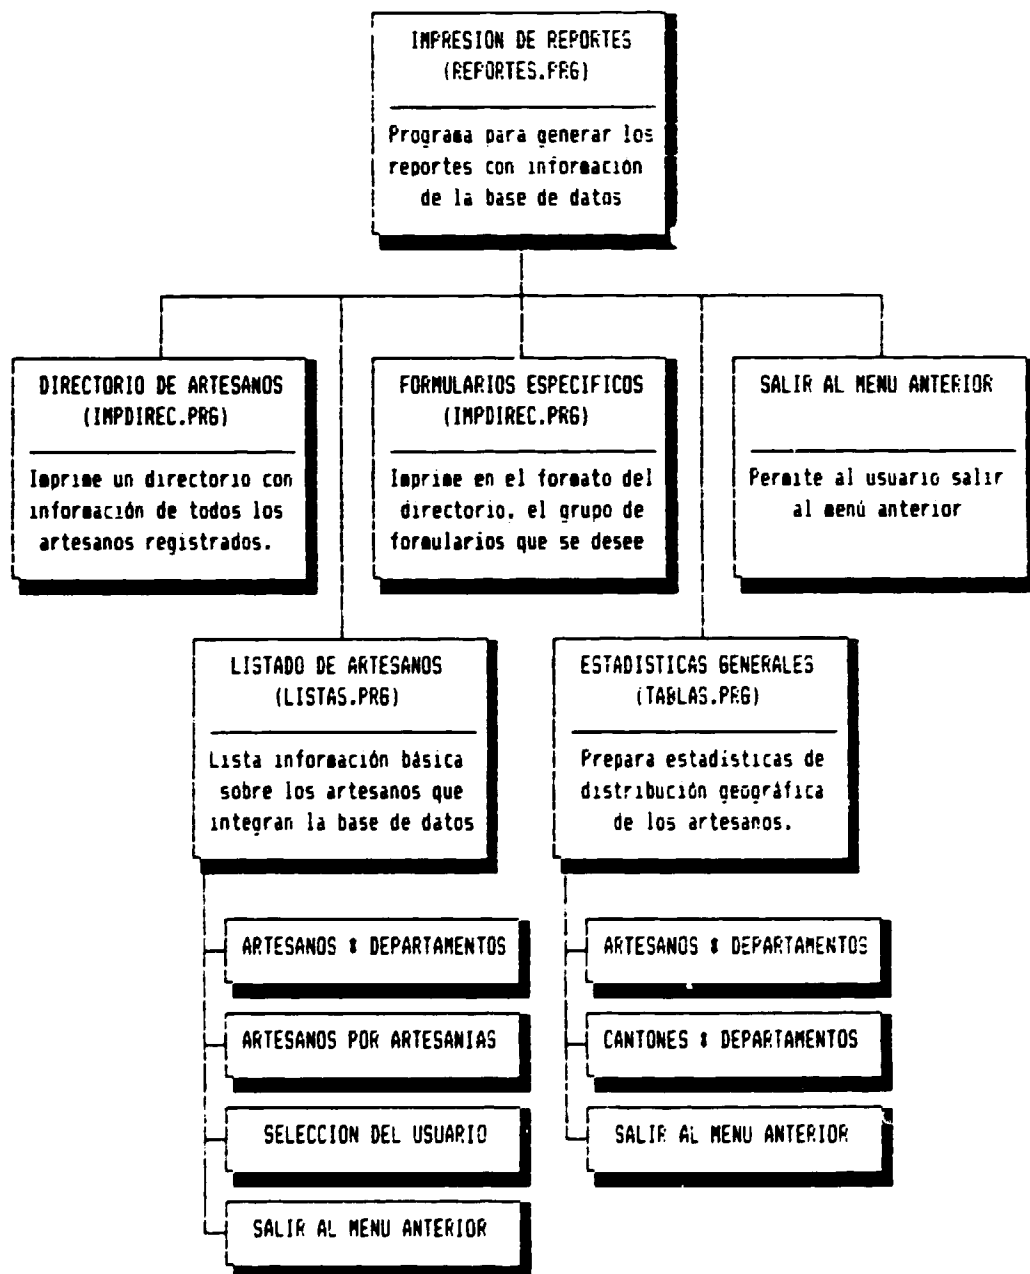 IMPRESION DE REPORTES
(REPORTES.PRG)
Programa para generar los
reportes con información
de la base de datos
DIRECTORIO DE ARTESANOS
(IMPDIREC.PRG)
Imprime un directorio con
información de todos los
artesanos registrados.
FORMULARIOS ESPECIFICOS
(IMPDIREC.PRG)
Imprime en el formato del
directorio, el grupo de
formularios que se desee
SALIR AL MENU ANTERIOR
Permite al usuario salir
al menú anterior
LISTADO DE ARTESANOS
(LISTAS.PRG)
Lista información básica
sobre los artesanos que
integran la base de datos
ARTESANOS * DEPARTAMENTOS
ARTESANOS POR ARTESANIAS
SELECCION DEL USUARIO
SALIR AL MENU ANTERIOR
ESTADISTICAS GENERALES
(TABLAS.PRG)
Prepara estadísticas de
distribución geográfica
de los artesanos.
ARTESANOS * DEPARTAMENTOS
CANTONES * DEPARTAMENTOS
SALIR AL MENU ANTERIOR